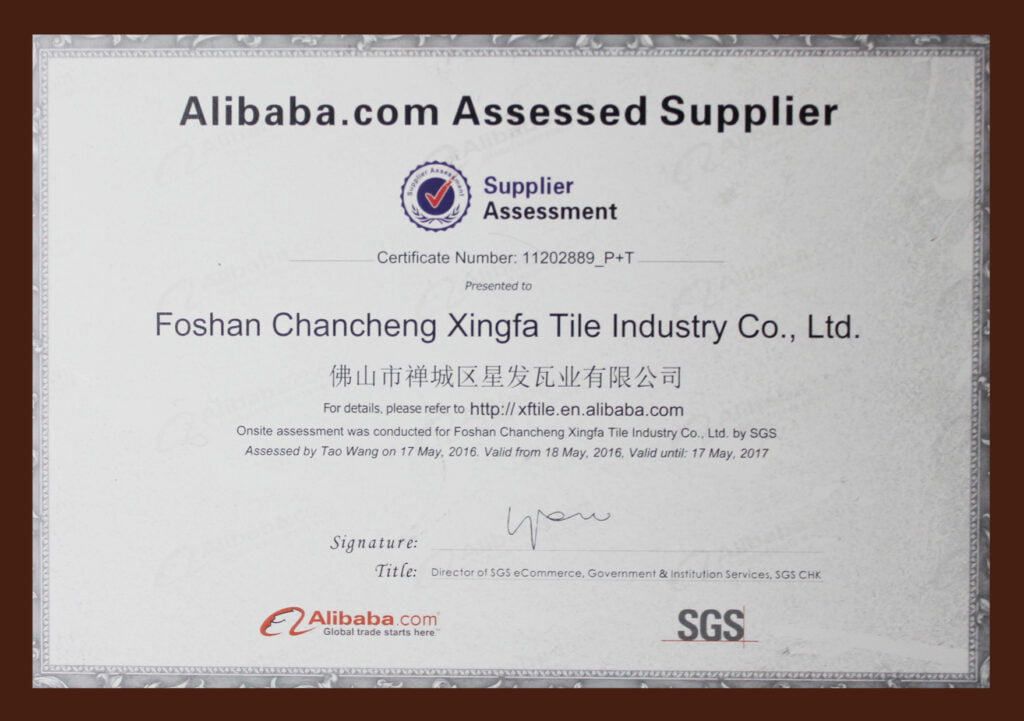 Alibaba.com Assessed Supplier
Supplier Assessment
Supplier
Assessment
Certificate Number: 11202889_P+T
Presented to
Foshan Chancheng Xingfa Tile Industry Co., Ltd.
佛山市禅城区星发瓦业有限公司
For details, please refer to http://xftile.en.alibaba.com
Onsite assessment was conducted for Foshan Chancheng Xingfa Tile Industry Co., Ltd. by SGS
Assessed by Tao Wang on 17 May, 2016. Valid from 18 May, 2016, Valid until: 17 May, 2017
Signature:
Title: Director of SGS eCommerce, Government & Institution Services, SGS CHK
Alibaba.com
Global trade starts here.™
SGS